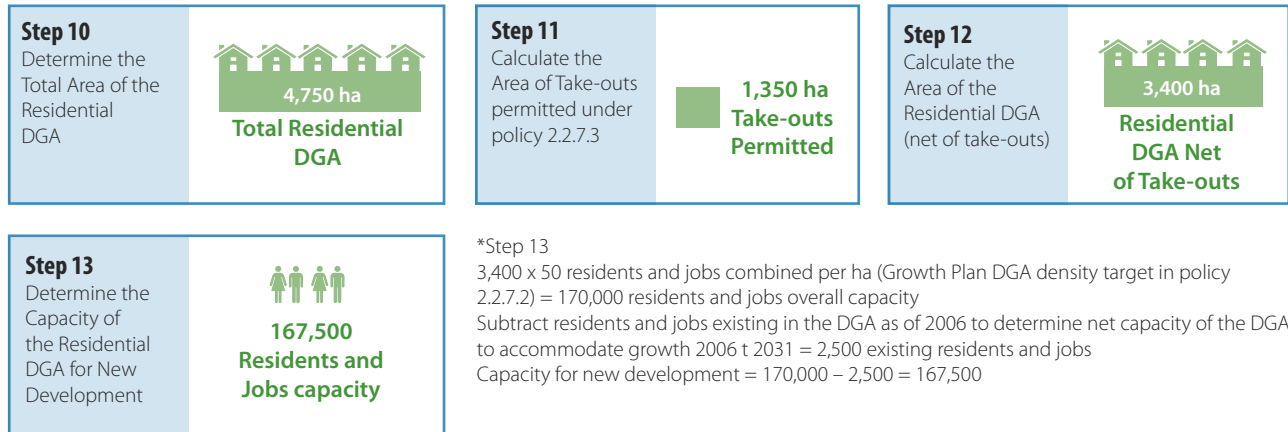 Step 10
Determine the
Total Area of the
Residential
DGA
4,750 ha
Total Residential
DGA
Step 11
Calculate the
Area of Take-outs
permitted under
policy 2.2.7.3
1,350 ha
Take-outs
Permitted
Step 12
Calculate the
Area of the
Residential DGA
(net of take-outs)
3,400 ha
Residential
DGA Net
of Take-outs
Step 13
Determine the
Capacity of
the Residential
DGA for New
Development
167,500
Residents and
Jobs capacity
*Step 13
3,400 x 50 residents and jobs combined per ha (Growth Plan DGA density target in policy
2.2.7.2) = 170,000 residents and jobs overall capacity
Subtract residents and jobs existing in the DGA as of 2006 to determine net capacity of the DGA
to accommodate growth 2006 t 2031 = 2,500 existing residents and jobs
Capacity for new development = 170,000 – 2,500 = 167,500